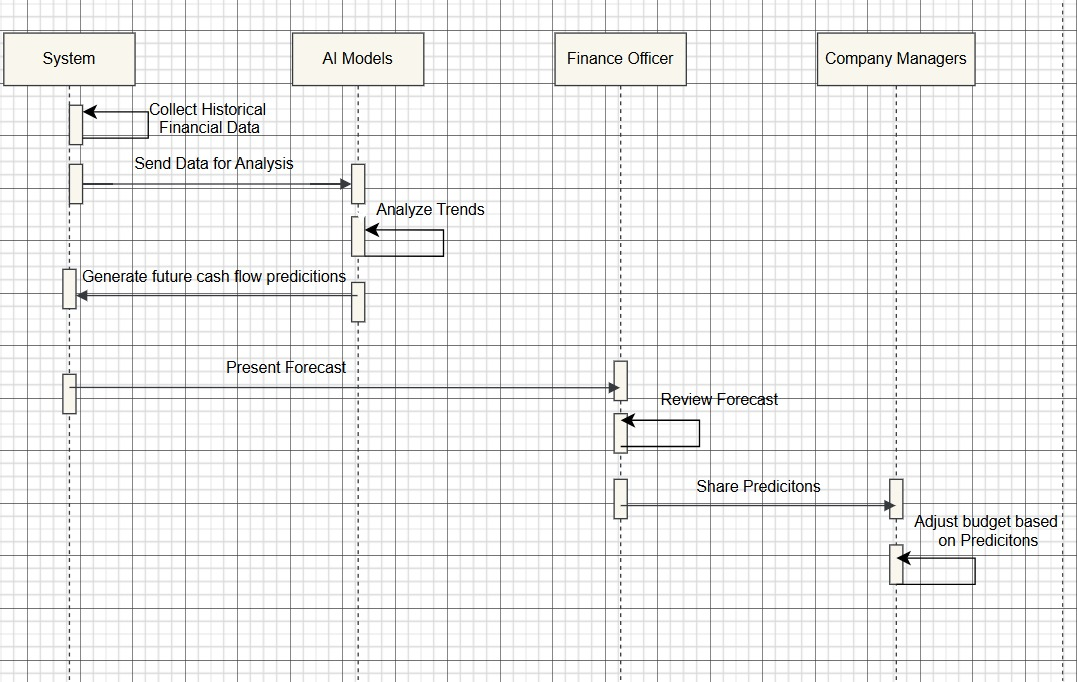 System
AI Models
Finance Officer
Company Managers
Collect Historical
Financial Data
Send Data for Analysis
Analyze Trends
Generate future cash flow predicitions
Present Forecast
Review Forecast
Share Predicitons
Adjust budget based
on Predicitons